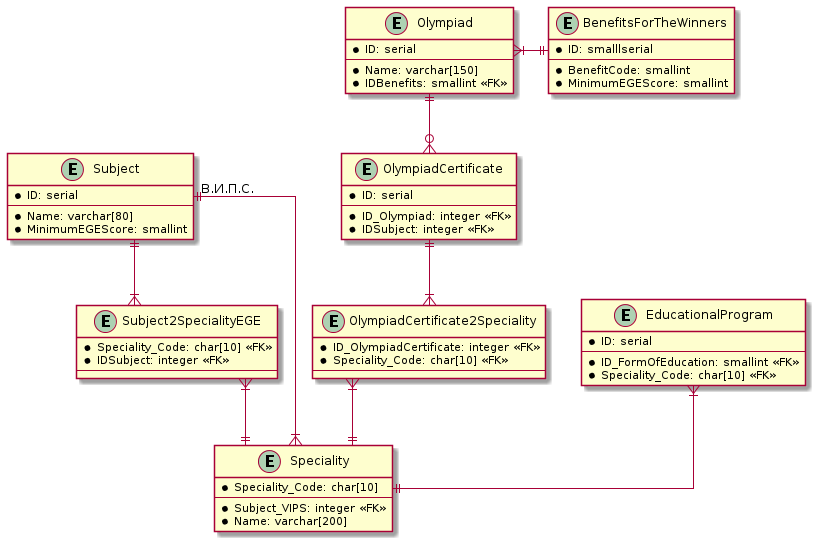 E Olympiad
ID: serial
Name: varchar[150]
IDBenefits: smallint «FK»
E BenefitsForTheWinners
ID: smalllserial
BenefitCode: smallint
MinimumEGEScore: smallint
E Subject
ID: serial
Name: varchar[80]
MinimumEGEScore: smallint
В.И.П.С.
E OlympiadCertificate
ID: serial
ID_Olympiad: integer «FK»
IDSubject: integer «FK»
E Subject2SpecialityEGE
Speciality_Code: char[10] «FK»
IDSubject: integer «FK»
E OlympiadCertificate2Speciality
ID_OlympiadCertificate: integer «FK»
Speciality_Code: char[10] «FK»
E EducationalProgram
ID: serial
ID_FormOfEducation: smallint «FK»
Speciality_Code: char[10] «FK»
E Speciality
Speciality_Code: char[10]
Subject_VIPS: integer «FK»
Name: varchar[200]